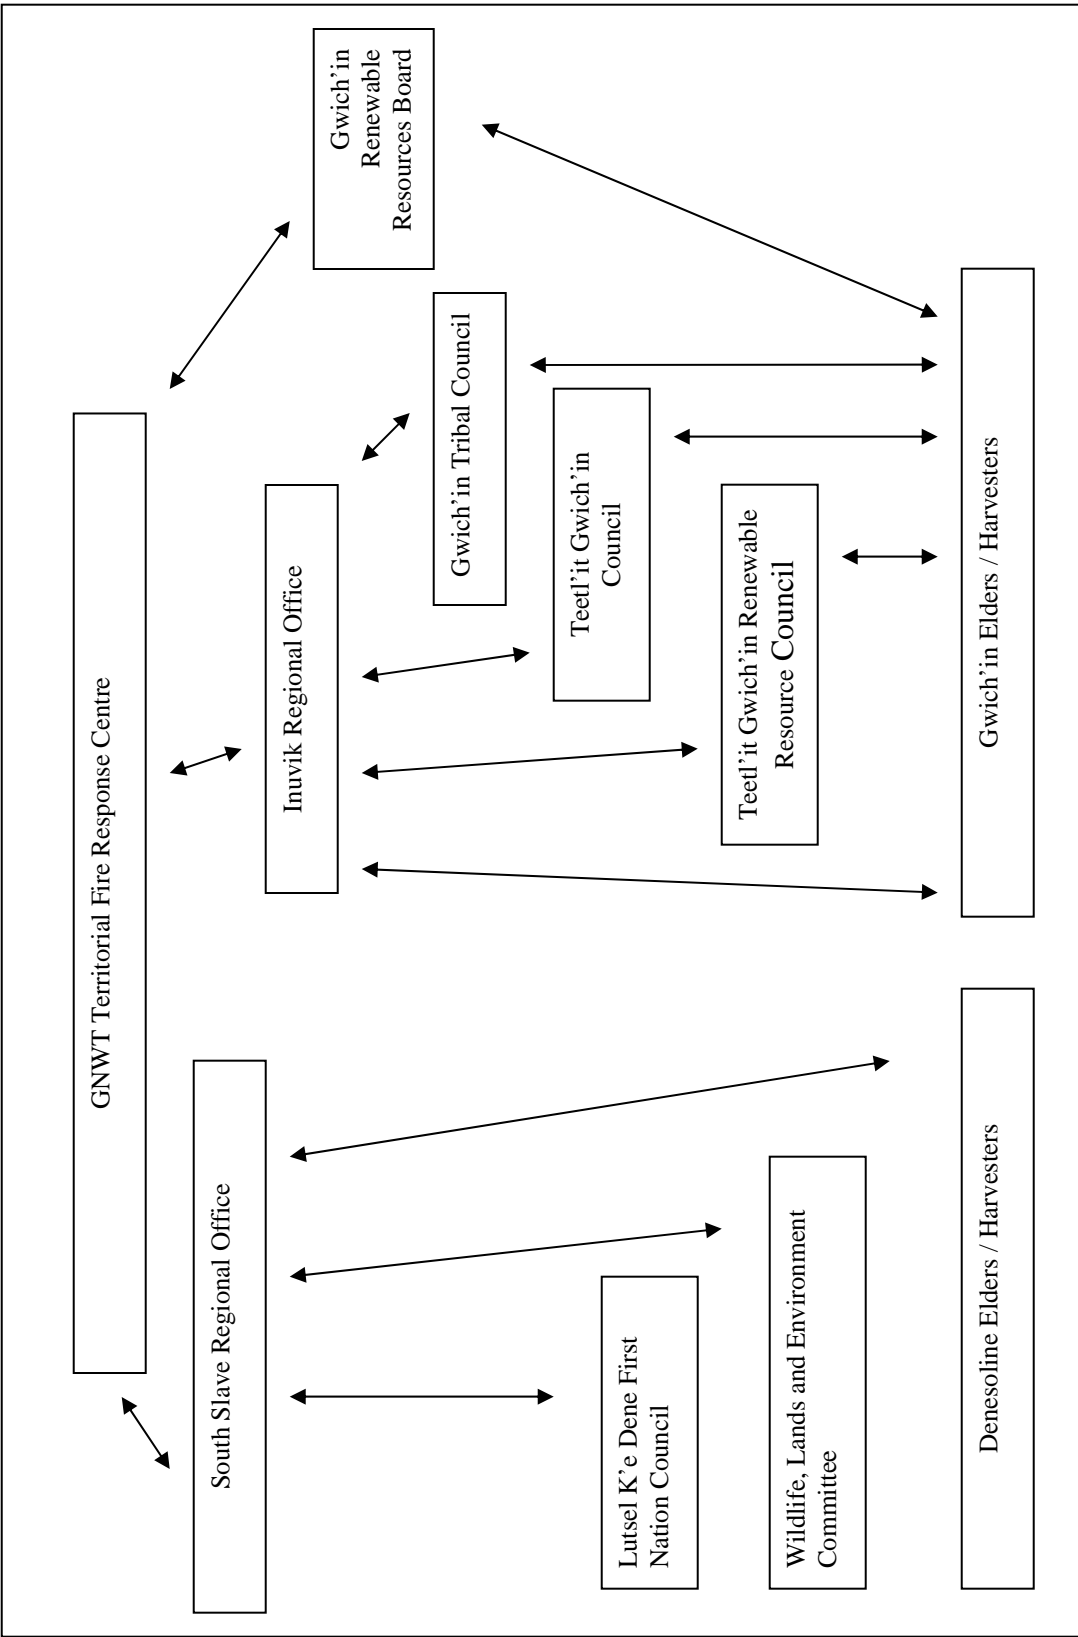 GNWT Territorial Fire Response Centre
South Slave Regional Office
Inuvik Regional Office
Gwich’in
Renewable
Resources Board
Gwich’in Tribal Council
Teetl’it Gwich’in
Council
Lutsel K’e Dene First
Nation Council
Teetl’it Gwich’in Renewable
Resource Council
Wildlife, Lands and Environment
Committee
Denesoline Elders / Harvesters
Gwich’in Elders / Harvesters